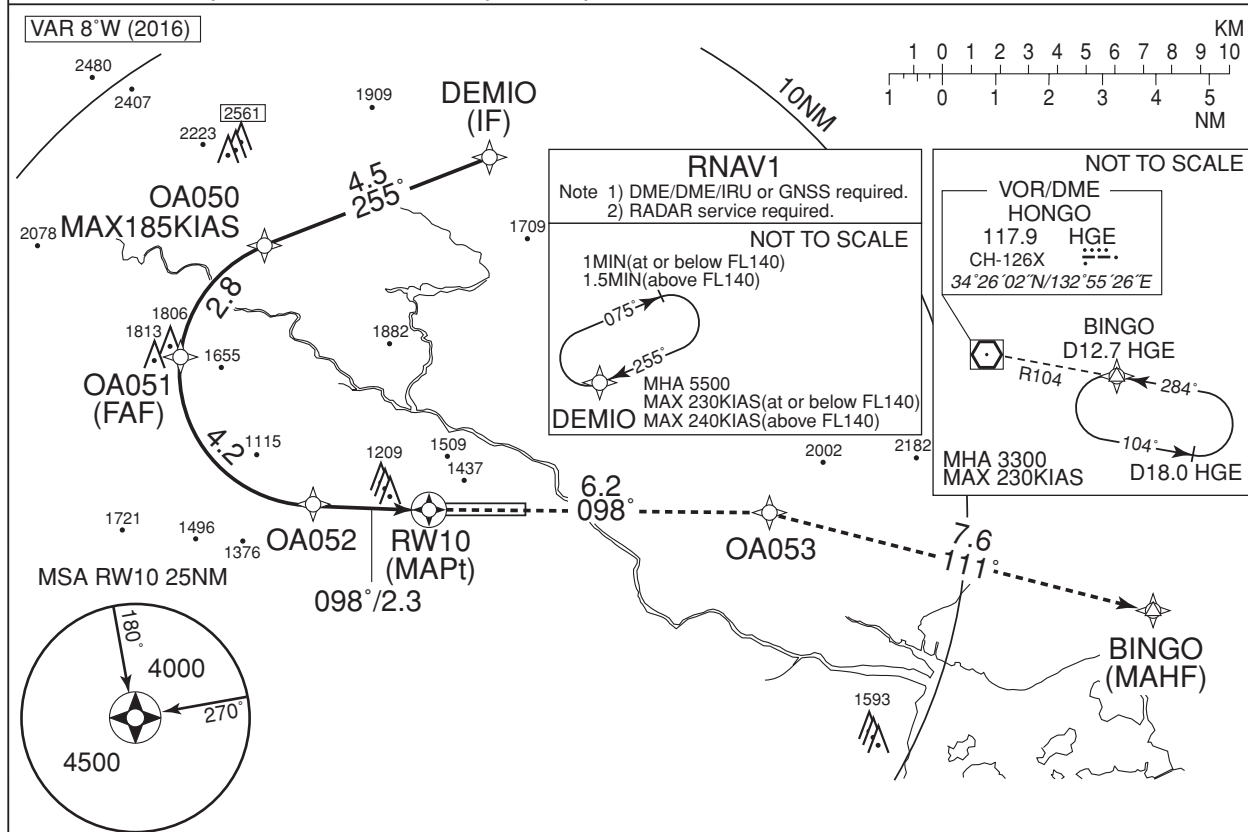 VAR 8°W (2016)
KM
1 0 1 2 3 4 5 6 7 8 9 10
1 0 1 2 3 4 5
NM
2480
2407
2223
2561
1909
DEMIO
(IF)
10NM
4.5
255°
OA050
MAX185KIAS
2078
1709
2.8
1806
1813
1655
1882
OA051
(FAF)
4.2
1115
1209
1509
1437
2002
2182
6.2
098°
OA052
RW10
(MAPt)
098°/2.3
OA053
7.6
111°
BINGO
(MAHF)
1593
1721
1496
1376
MSA RW10 25NM
180°
4000
270°
4500
RNAV1
Note 1) DME/DME/IRU or GNSS required.
2) RADAR service required.
NOT TO SCALE
1MIN(at or below FL140)
1.5MIN(above FL140)
075°
255°
DEMIO
MHA 5500
MAX 230KIAS(at or below FL140)
MAX 240KIAS(above FL140)
NOT TO SCALE
VOR/DME
HONGO
117.9 HGE
CH-126X
34°26´02˝N/132°55´26˝E
BINGO
D12.7 HGE
R104
284°
104°
D18.0 HGE
MHA 3300
MAX 230KIAS